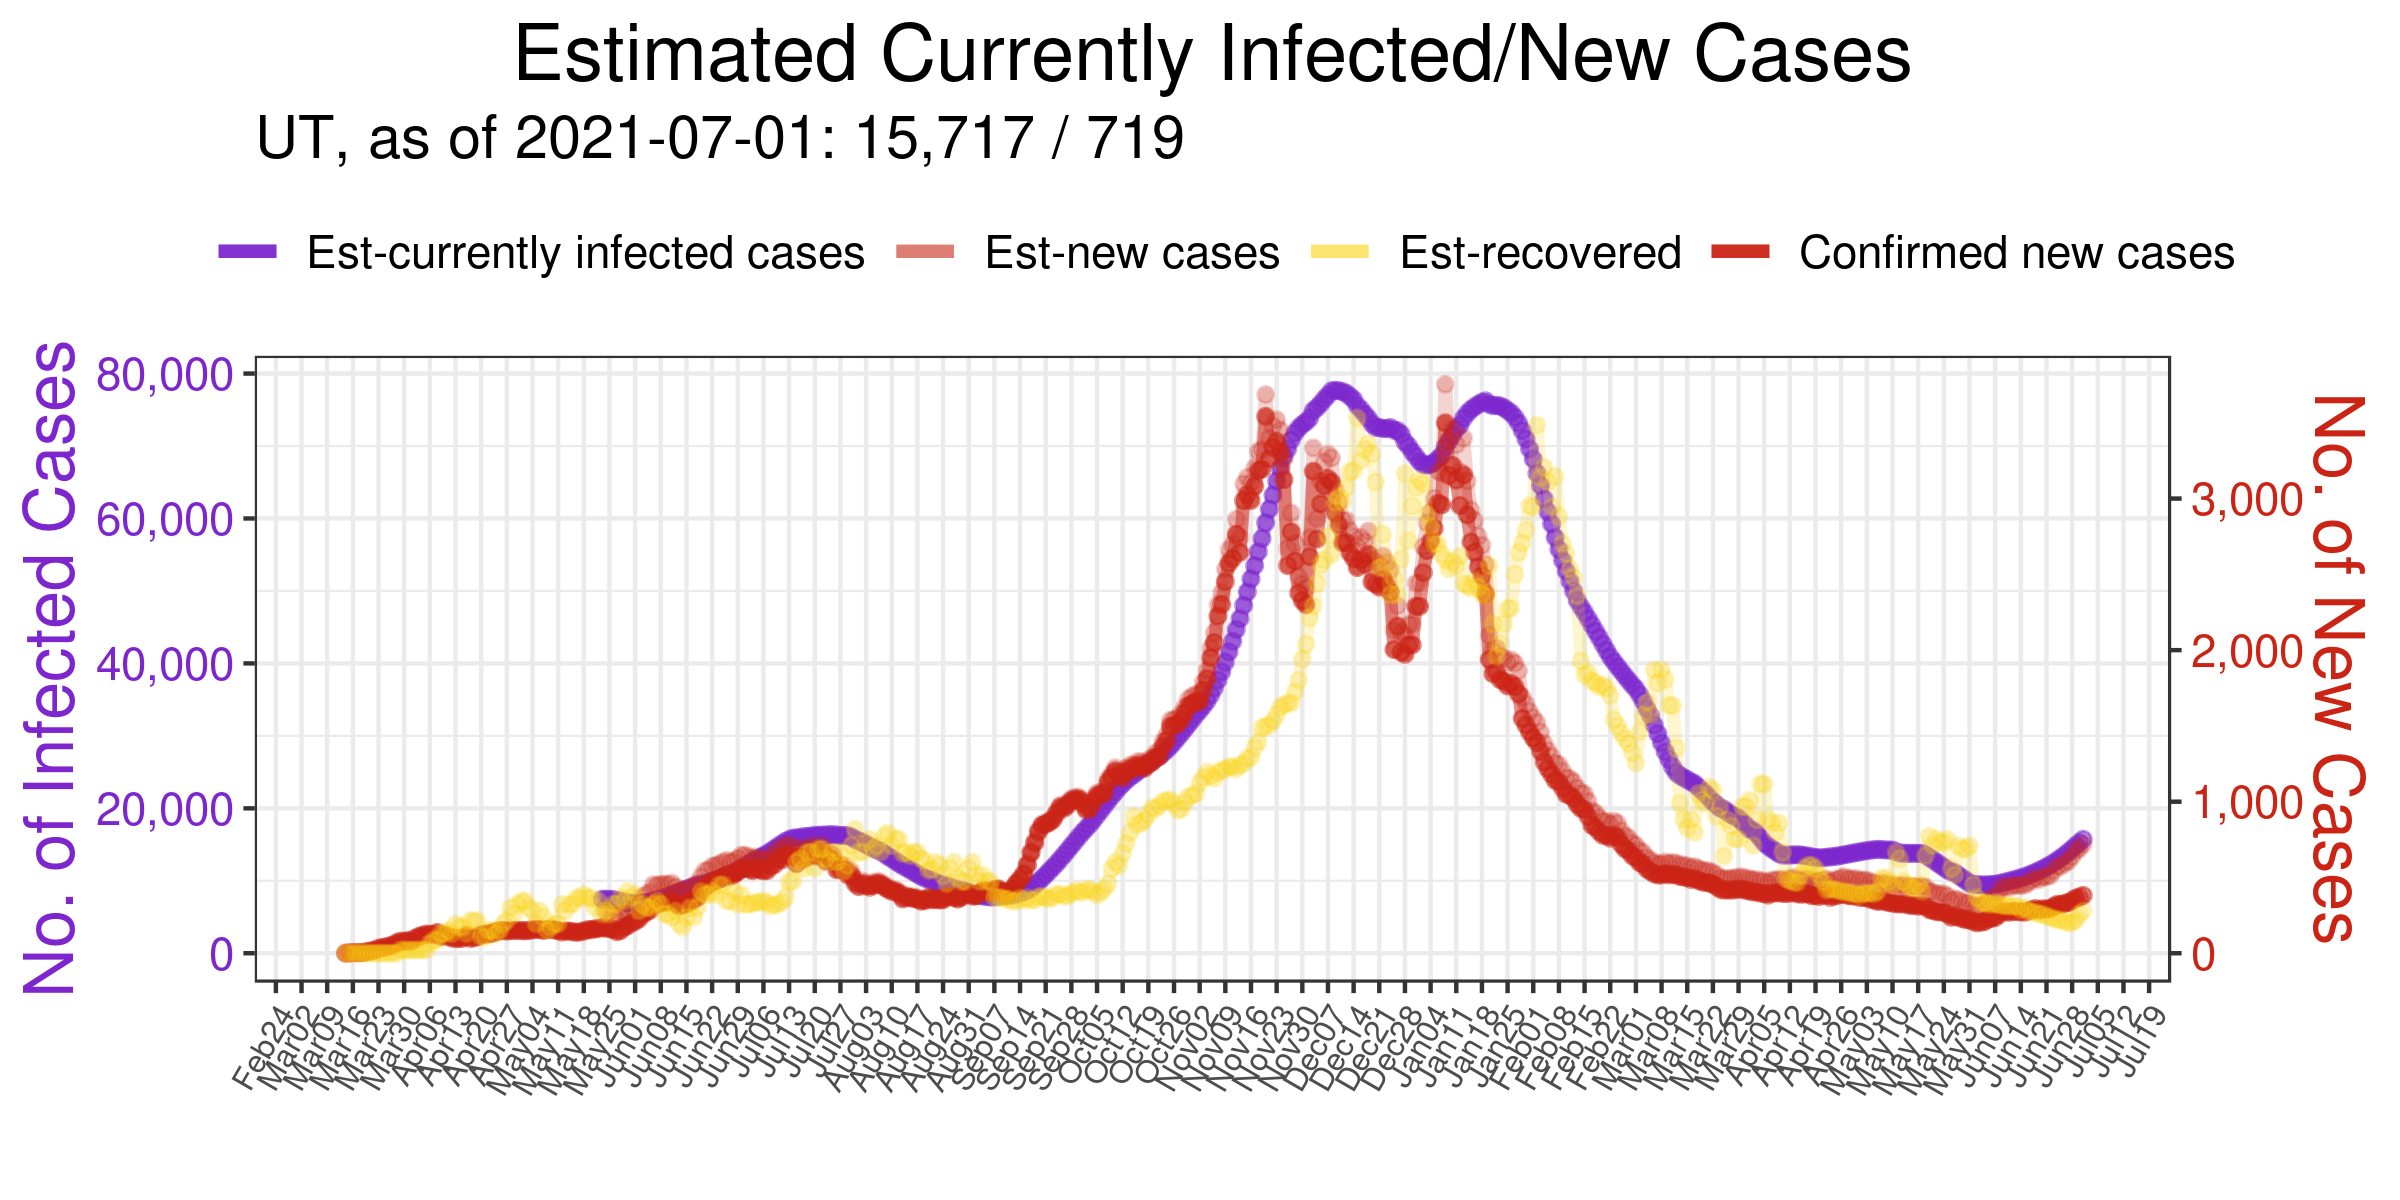 Estimated Currently Infected/New Cases
UT, as of 2021-07-01: 15,717 / 719
Est-currently infected cases Est-new cases Est-recovered Confirmed new cases
No. of Infected Cases
80,000
60,000
40,000
20,000
0
3,000
2,000
1,000
0
No. of New Cases
Feb24 Mar02 Mar09 Mar16 Mar23 Mar30 Apr06 Apr13 Apr20 Apr27 May04 May11 May18 May25 Jun01 Jun08 Jun15 Jun22 Jun29 Jul06 Jul13 Jul20 Jul27 Aug03 Aug10 Aug17 Aug24 Aug31 Sep07 Sep14 Sep21 Sep28 Oct05 Oct12 Oct19 Oct26 Nov02 Nov09 Nov16 Nov23 Nov30 Dec07 Dec14 Dec21 Dec28 Jan04 Jan11 Jan18 Jan25 Feb01 Feb08 Feb15 Feb22 Mar01 Mar08 Mar15 Mar22 Mar29 Apr05 Apr12 Apr19 Apr26 May03 May10 May17 May24 May31 Jun07 Jun14 Jun21 Jun28 Jul05 Jul12 Jul19